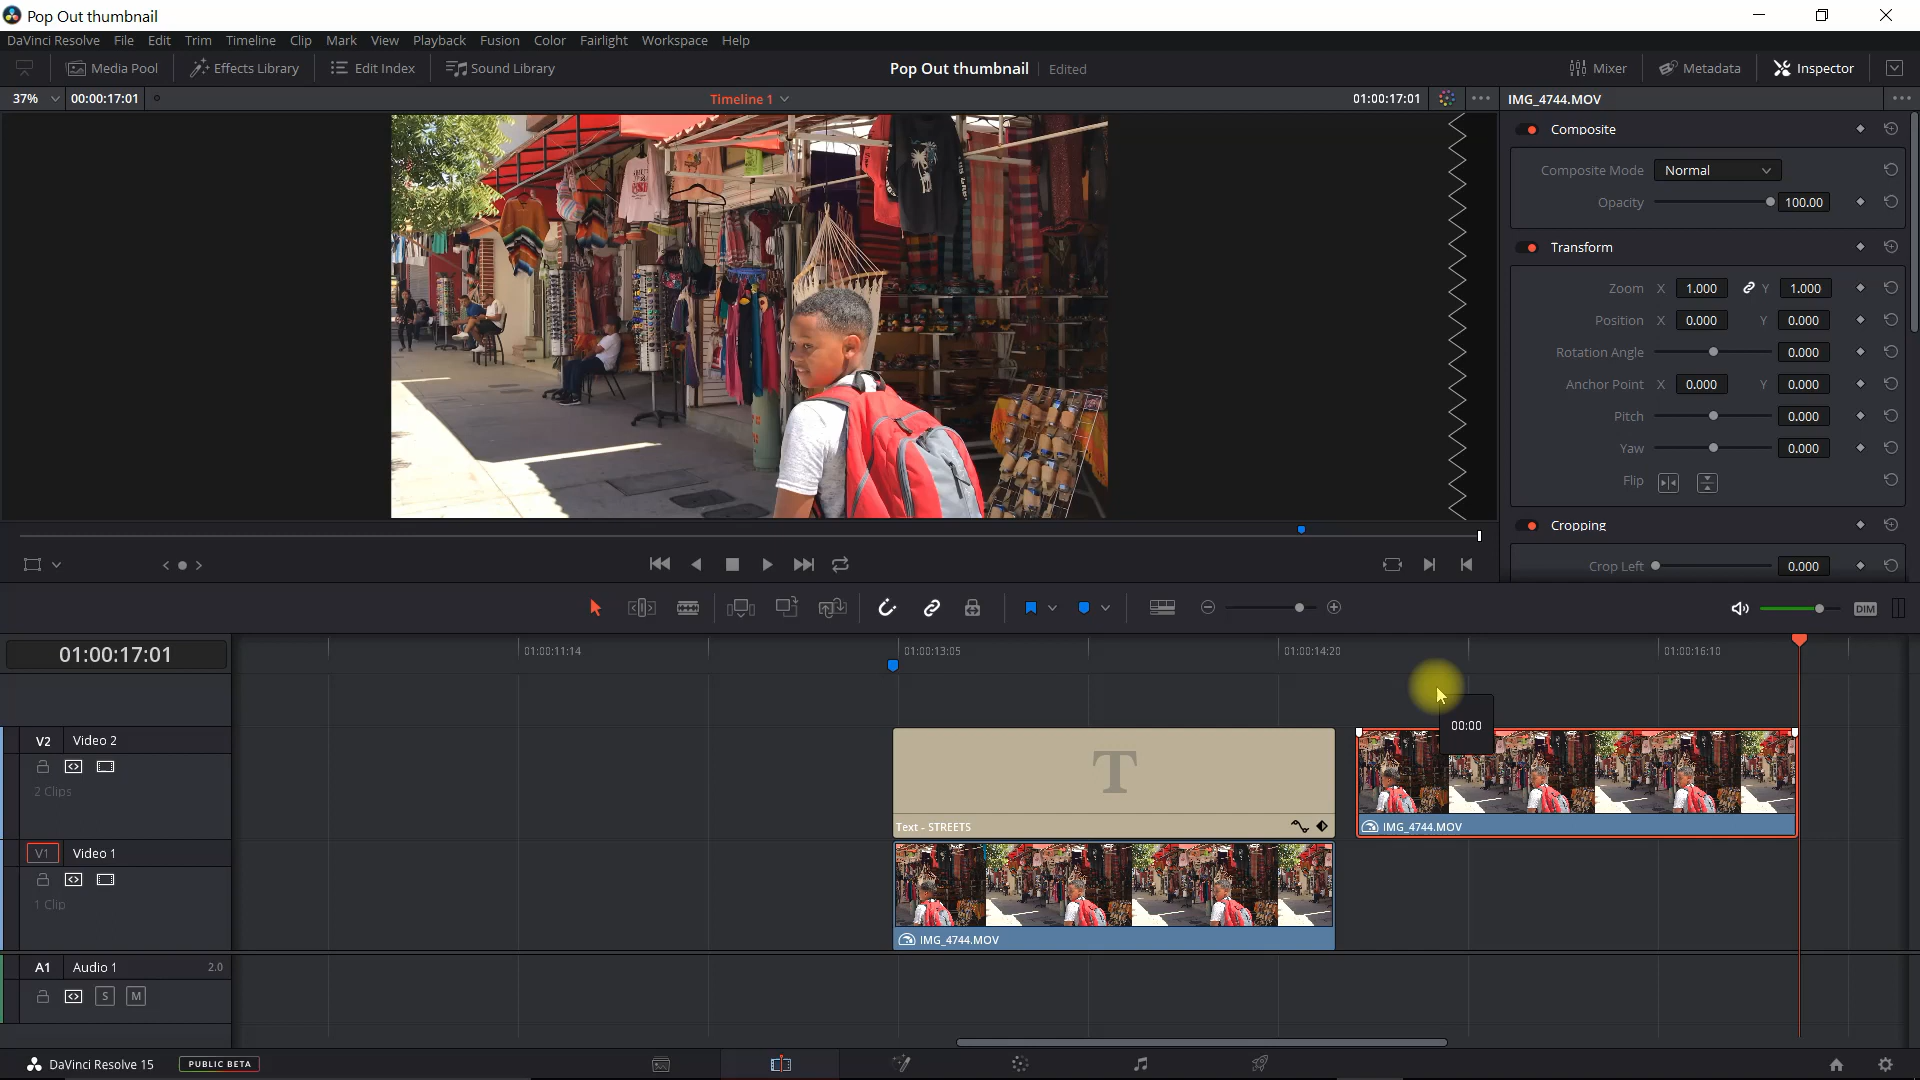 Pop Out thumbnail
DaVinci Resolve File Edit Trim Timeline Clip Mark View Playback Fusion Color Fairlight Workspace Help
Media Pool Effects Library Edit Index Sound Library Pop Out thumbnail Edited Mixer Metadata Inspector
37% 00:00:17:01 Timeline 1 01:00:17:01 IMG_4744.MOV
Composite
Composite Mode Normal
Opacity 100.00
Transform
Zoom X 1.000 Y 1.000
Position X 0.000 Y 0.000
Rotation Angle 0.000
Anchor Point X 0.000 Y 0.000
Pitch 0.000
Yaw 0.000
Flip
Cropping
Crop Left 0.000
DIM
01:00:17:01 01:00:11:14 01:00:13:05 01:00:14:20 01:00:16:10
00:00
V2 Video 2
2 Clips
T
Text - STREETS
IMG_4744.MOV
V1 Video 1
1 Clip
IMG_4744.MOV
A1 Audio 1 2.0
S M
DaVinci Resolve 15 PUBLIC BETA